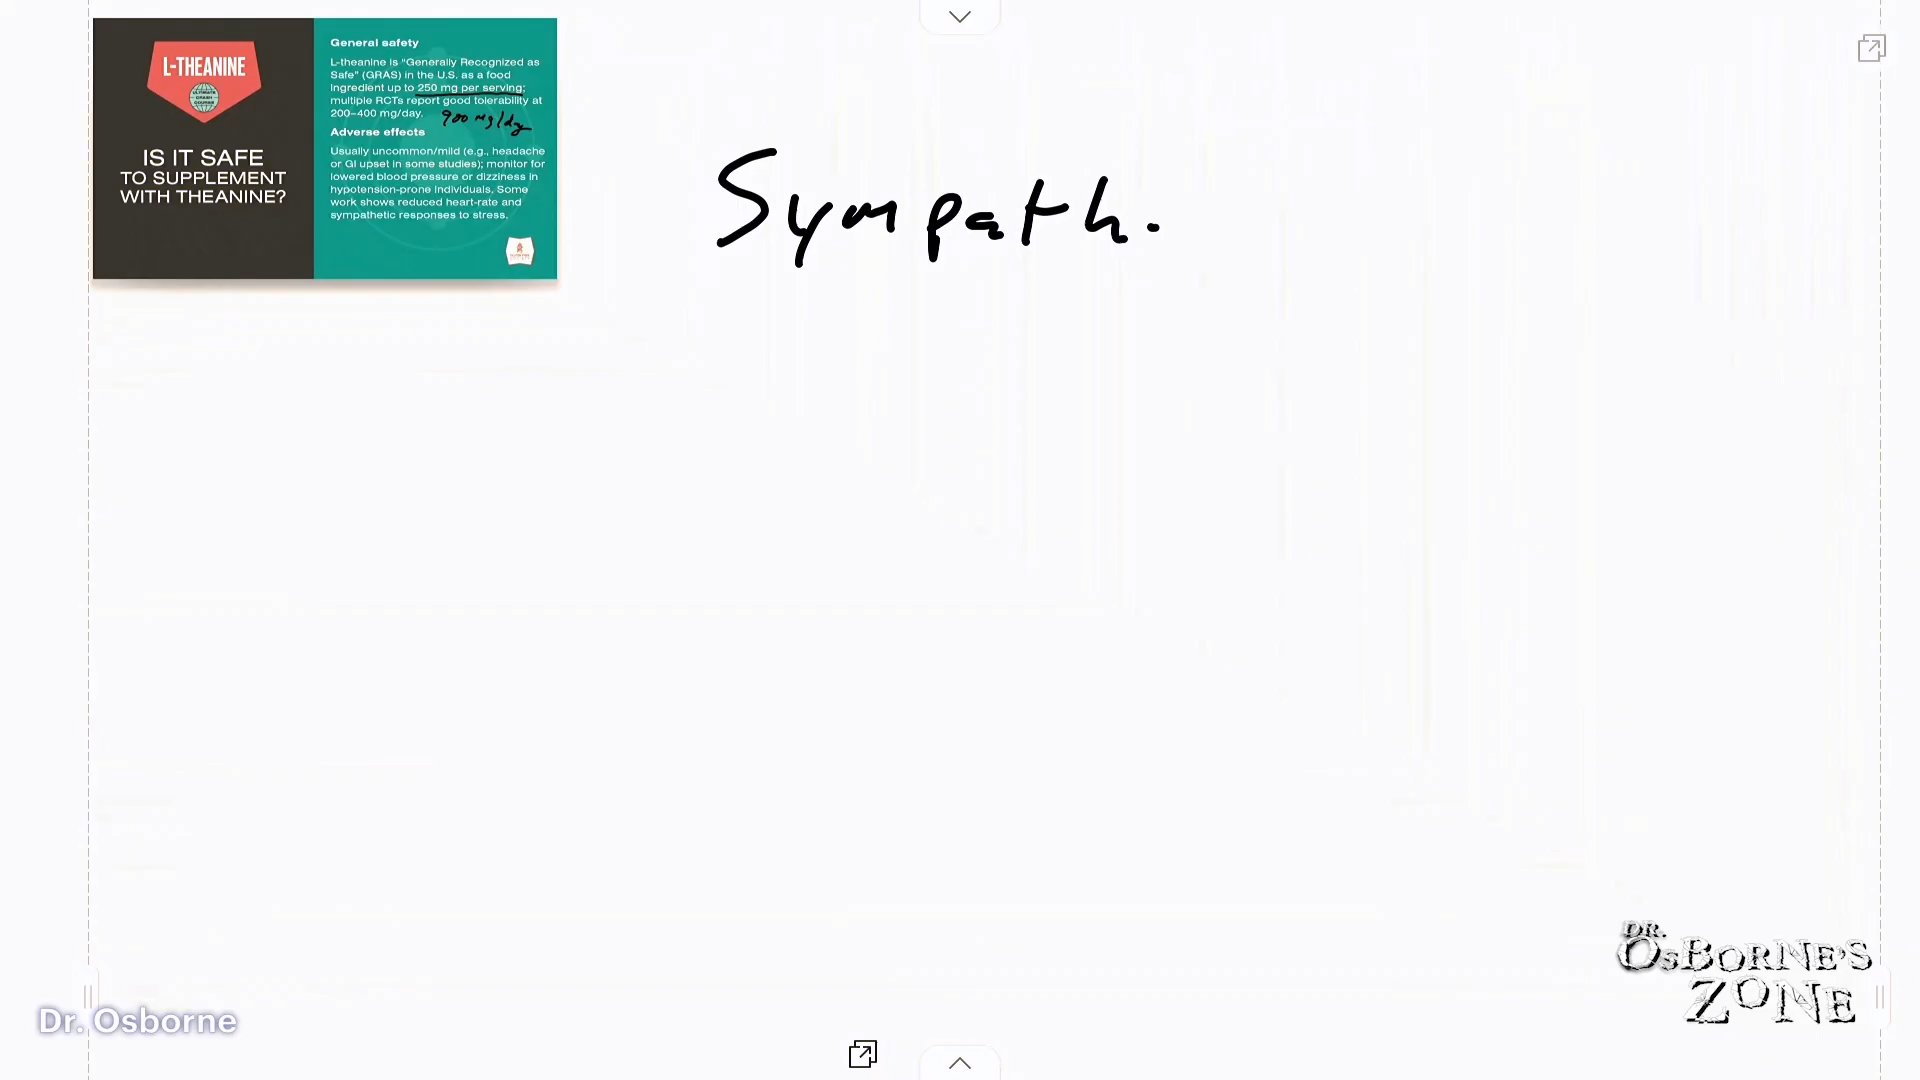 L-THEANINE
ULTIMATE
CRASH
COURSE
IS IT SAFE
TO SUPPLEMENT
WITH THEANINE?
General safety
L-theanine is "Generally Recognized as
Safe" (GRAS) in the U.S. as a food
ingredient up to 250 mg per serving;
multiple RCTs report good tolerability at
200–400 mg/day.
900 mg/day
Adverse effects
Usually uncommon/mild (e.g., headache
or GI upset in some studies); monitor for
lowered blood pressure or dizziness in
hypotension-prone individuals. Some
work shows reduced heart-rate and
sympathetic responses to stress.
Sympath.
Dr. Osborne
DR.
OSBORNE'S
ZONE